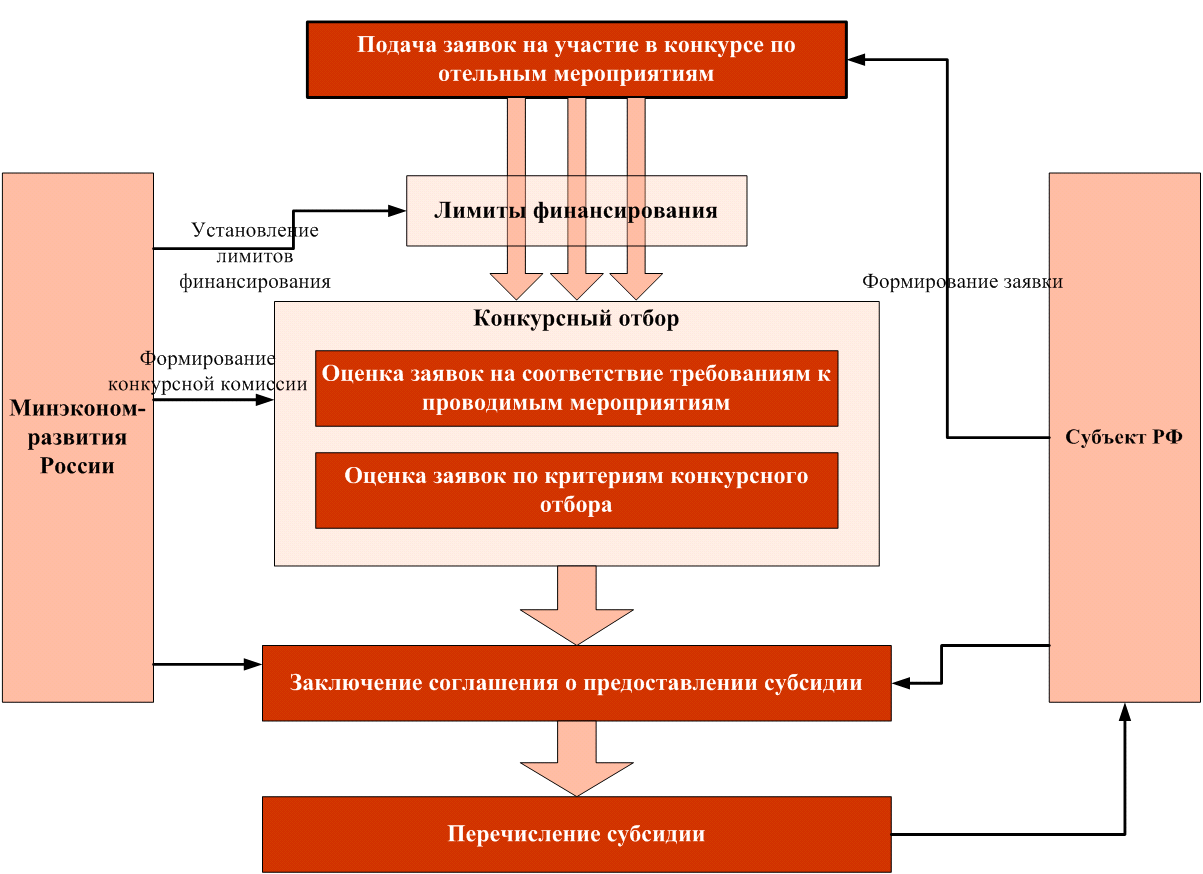 Подача заявок на участие в конкурсе по
отельным мероприятиям
Лимиты финансирования
Установление
лимитов
финансирования
Формирование заявки
Конкурсный отбор
Формирование
конкурсной комиссии
Оценка заявок на соответствие требованиям к
проводимым мероприятиям
Минэконом-
развития
России
Субъект РФ
Оценка заявок по критериям конкурсного
отбора
Заключение соглашения о предоставлении субсидии
Перечисление субсидии